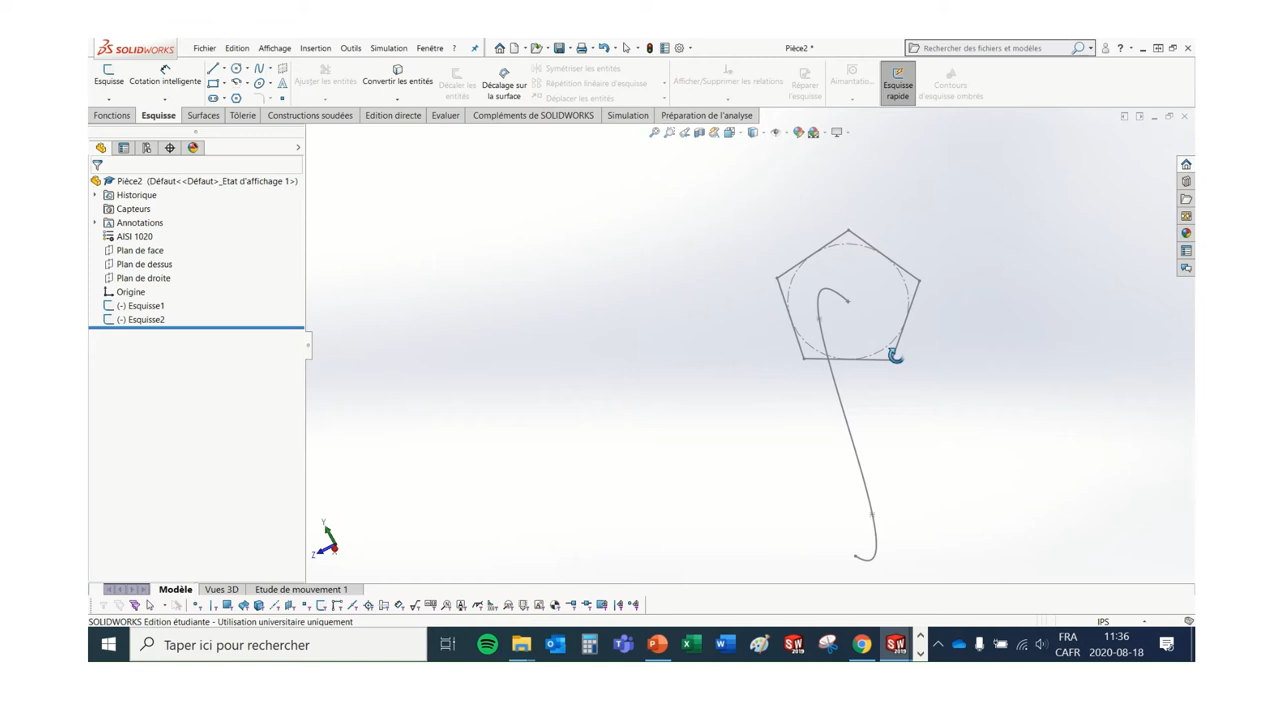 SOLIDWORKS Fichier Edition Affichage Insertion Outils Simulation Fenêtre ? Pièce2 * Rechercher des fichiers et modèles ?
Esquisse Cotation intelligente Ajuster les entités Convertir les entités Décaler les entités Décalage sur la surface
Symétriser les entités
Répétition linéaire d'esquisse
Déplacer les entités
Afficher/Supprimer les relations Réparer l'esquisse Aimantatio... Esquisse rapide Contours d'esquisse ombrés
Fonctions Esquisse Surfaces Tôlerie Constructions soudées Edition directe Evaluer Compléments de SOLIDWORKS Simulation Préparation de l'analyse
Pièce2 (Défaut<<Défaut>_Etat d'affichage 1>)
Historique
Capteurs
Annotations
AISI 1020
Plan de face
Plan de dessus
Plan de droite
Origine
(-) Esquisse1
(-) Esquisse2
Y
Z
Modèle Vues 3D Etude de mouvement 1
SOLIDWORKS Edition étudiante - Utilisation universitaire uniquement IPS
Taper ici pour rechercher
FRA 11:36
CAFR 2020-08-18